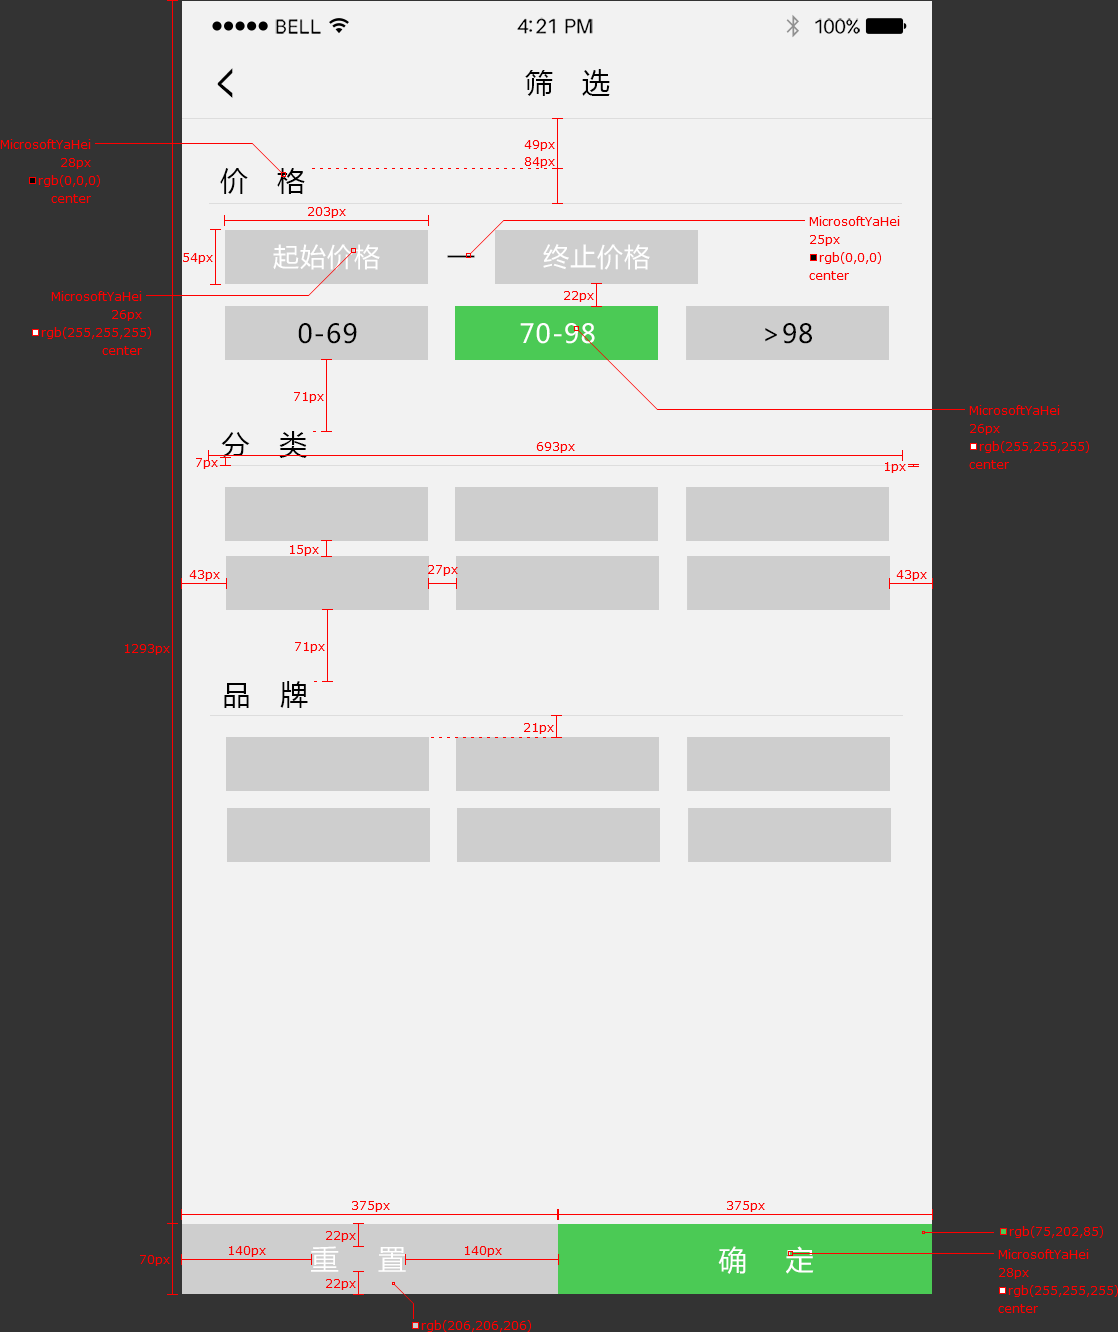 BELL 4:21 PM 100%
筛 选
49px
84px
MicrosoftYaHei
28px
rgb(0,0,0)
center
价 格
203px
MicrosoftYaHei
25px
rgb(0,0,0)
center
54px
起始价格 — 终止价格
22px
MicrosoftYaHei
26px
rgb(255,255,255)
center
0-69 70-98 >98
71px
MicrosoftYaHei
26px
rgb(255,255,255)
center
分 类
693px
7px
1px
15px
43px 27px 43px
71px
1293px
品 牌
21px
375px 375px
22px
70px
140px 140px
重 置
确 定
22px
rgb(75,202,85)
MicrosoftYaHei
28px
rgb(255,255,255)
center
rgb(206,206,206)